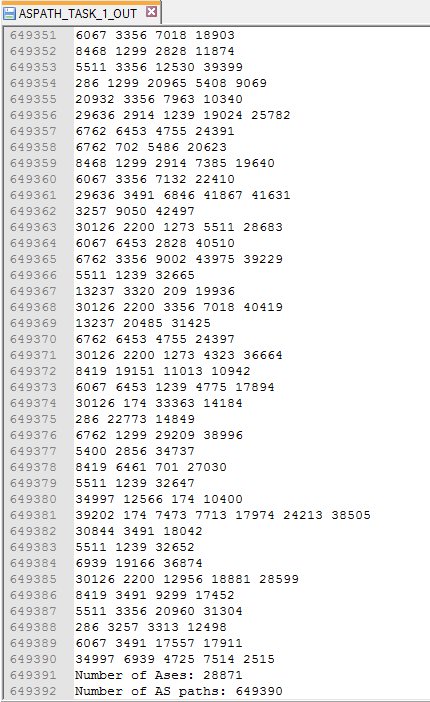 ASPATH_TASK_1_OUT
649351 6067 3356 7018 18903
649352 8468 1299 2828 11874
649353 5511 3356 12530 39399
649354 286 1299 20965 5408 9069
649355 20932 3356 7963 10340
649356 29636 2914 1239 19024 25782
649357 6762 6453 4755 24391
649358 6762 702 5486 20623
649359 8468 1299 2914 7385 19640
649360 6067 3356 7132 22410
649361 29636 3491 6846 41867 41631
649362 3257 9050 42497
649363 30126 2200 1273 5511 28683
649364 6067 6453 2828 40510
649365 6762 3356 9002 43975 39229
649366 5511 1239 32665
649367 13237 3320 209 19936
649368 30126 2200 3356 7018 40419
649369 13237 20485 31425
649370 6762 6453 4755 24397
649371 30126 2200 1273 4323 36664
649372 8419 19151 11013 10942
649373 6067 6453 1239 4775 17894
649374 30126 174 33363 14184
649375 286 22773 14849
649376 6762 1299 29209 38996
649377 5400 2856 34737
649378 8419 6461 701 27030
649379 5511 1239 32647
649380 34997 12566 174 10400
649381 39202 174 7473 7713 17974 24213 38505
649382 30844 3491 18042
649383 5511 1239 32652
649384 6939 19166 36874
649385 30126 2200 12956 18881 28599
649386 8419 3491 9299 17452
649387 5511 3356 20960 31304
649388 286 3257 3313 12498
649389 6067 3491 17557 17911
649390 34997 6939 4725 7514 2515
649391 Number of Ases: 28871
649392 Number of AS paths: 649390